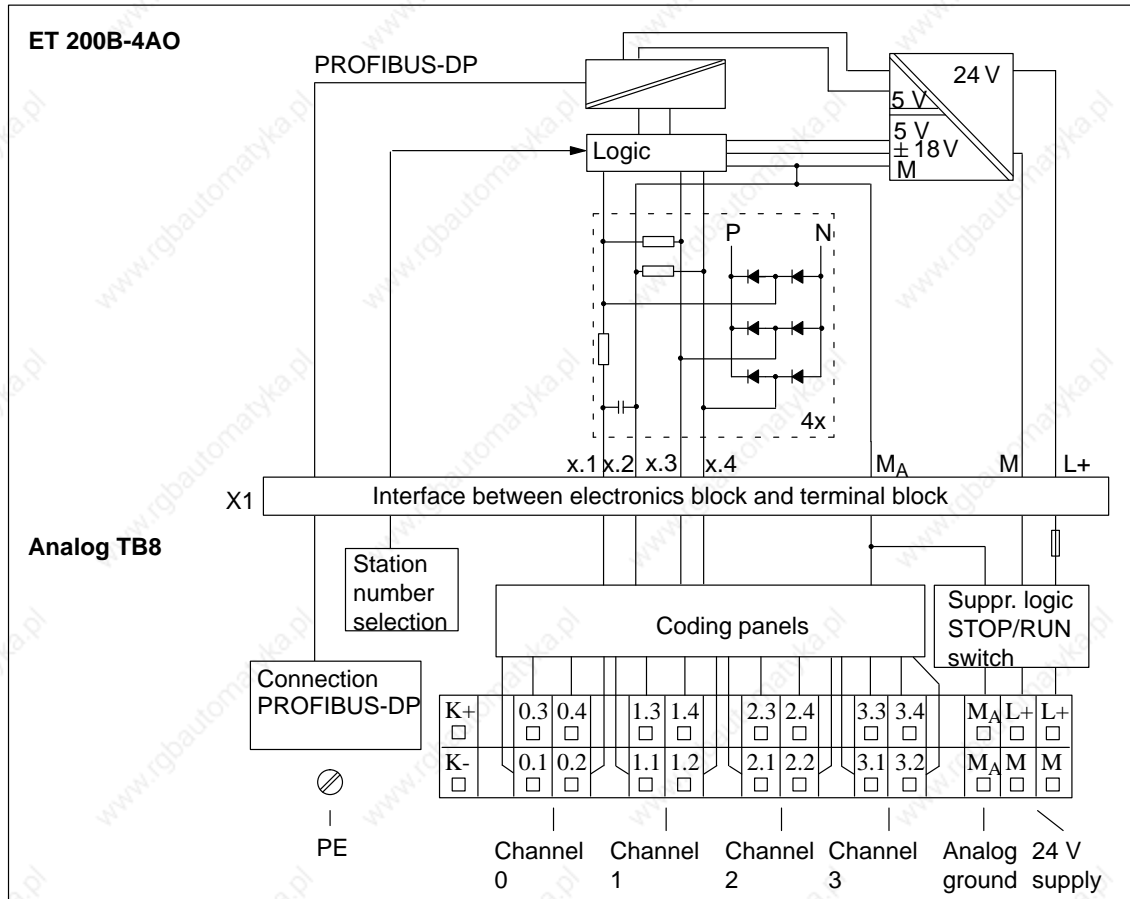 ET 200B-4AO
PROFIBUS-DP
24 V
5 V
5 V
± 18 V
M
Logic
P N
4x
x.1 x.2 x.3 x.4 MA M L+
X1 Interface between electronics block and terminal block
Analog TB8
Station
number
selection
Coding panels
Suppr. logic
STOP/RUN
switch
Connection
PROFIBUS-DP
K+ 0.3 0.4 1.3 1.4 2.3 2.4 3.3 3.4 MA L+ L+
K- 0.1 0.2 1.1 1.2 2.1 2.2 3.1 3.2 MA M M
PE
Channel
0
Channel
1
Channel
2
Channel
3
Analog
ground
24 V
supply
www.rgbautomatyka.pl